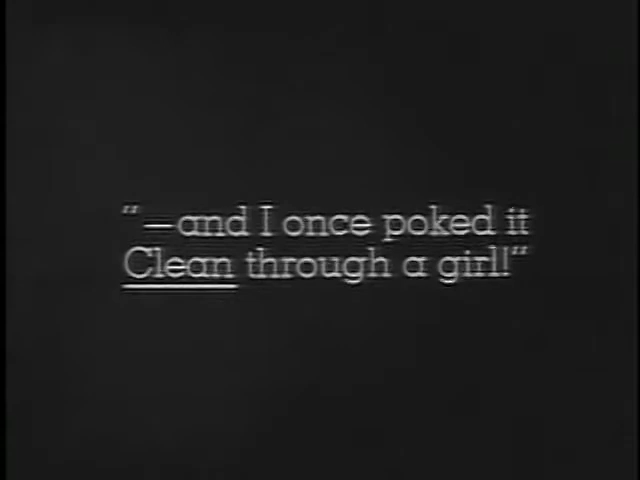 “—and I once poked it
Clean through a girl!“